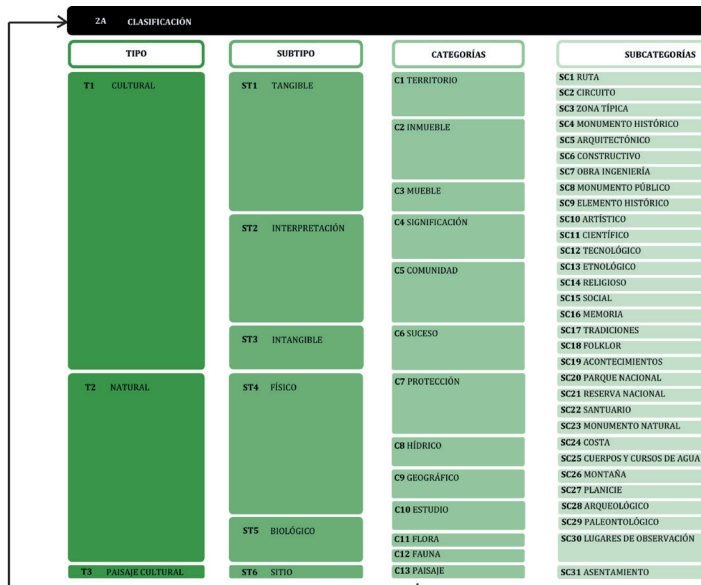 2A CLASIFICACIÓN
TIPO
SUBTIPO
CATEGORÍAS
SUBCATEGORÍAS
T1 CULTURAL
T2 NATURAL
T3 PAISAJE CULTURAL
ST1 TANGIBLE
ST2 INTERPRETACIÓN
ST3 INTANGIBLE
ST4 FÍSICO
ST5 BIOLÓGICO
ST6 SITIO
C1 TERRITORIO
C2 INMUEBLE
C3 MUEBLE
C4 SIGNIFICACIÓN
C5 COMUNIDAD
C6 SUCESO
C7 PROTECCIÓN
C8 HÍDRICO
C9 GEOGRÁFICO
C10 ESTUDIO
C11 FLORA
C12 FAUNA
C13 PAISAJE
SC1 RUTA
SC2 CIRCUITO
SC3 ZONA TÍPICA
SC4 MONUMENTO HISTÓRICO
SC5 ARQUITECTÓNICO
SC6 CONSTRUCTIVO
SC7 OBRA INGENIERÍA
SC8 MONUMENTO PÚBLICO
SC9 ELEMENTO HISTÓRICO
SC10 ARTÍSTICO
SC11 CIENTÍFICO
SC12 TECNOLÓGICO
SC13 ETNOLÓGICO
SC14 RELIGIOSO
SC15 SOCIAL
SC16 MEMORIA
SC17 TRADICIONES
SC18 FOLKLOR
SC19 ACONTECIMIENTOS
SC20 PARQUE NACIONAL
SC21 RESERVA NACIONAL
SC22 SANTUARIO
SC23 MONUMENTO NATURAL
SC24 COSTA
SC25 CUERPOS Y CURSOS DE AGUA
SC26 MONTAÑA
SC27 PLANICIE
SC28 ARQUEOLÓGICO
SC29 PALEONTOLÓGICO
SC30 LUGARES DE OBSERVACIÓN
SC31 ASENTAMIENTO